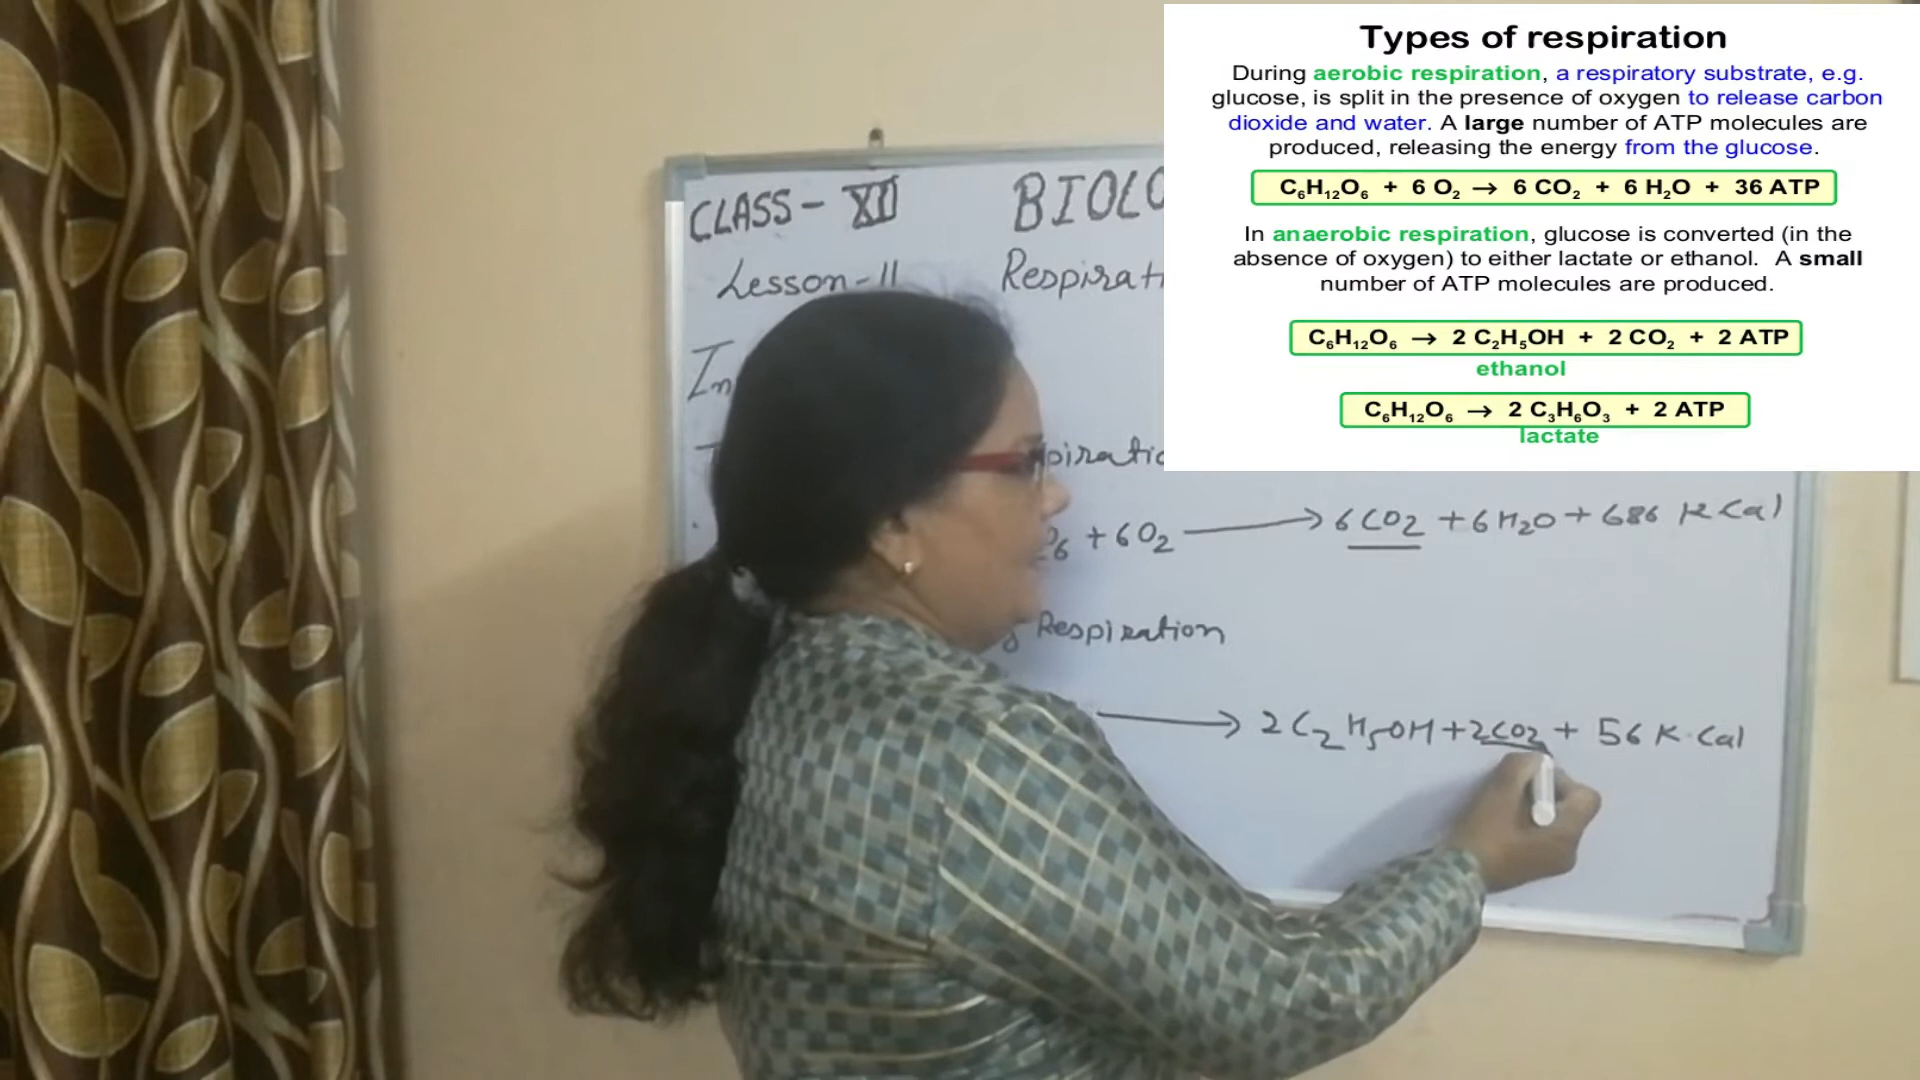 Types of respiration
During aerobic respiration, a respiratory substrate, e.g.
glucose, is split in the presence of oxygen to release carbon
dioxide and water. A large number of ATP molecules are
produced, releasing the energy from the glucose.
C₆H₁₂O₆ + 6 O₂ → 6 CO₂ + 6 H₂O + 36 ATP
In anaerobic respiration, glucose is converted (in the
absence of oxygen) to either lactate or ethanol. A small
number of ATP molecules are produced.
C₆H₁₂O₆ → 2 C₂H₅OH + 2 CO₂ + 2 ATP
ethanol
C₆H₁₂O₆ → 2 C₃H₆O₃ + 2 ATP
lactate
CLASS - XI BIOLO
Lesson - 11 Respirati
In
piratio
6 + 6O₂ → 6CO₂ + 6H₂O + 686 K Cal
Respiration
→ 2C₂H₅OH + 2CO₂ + 56 K.Cal